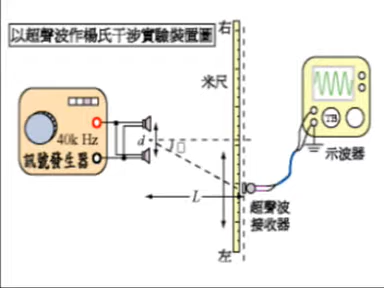 以超聲波作楊氏干涉實驗裝置圖
右
米尺
40k Hz
訊號發生器
d
L
TB
示波器
超聲波
接收器
左